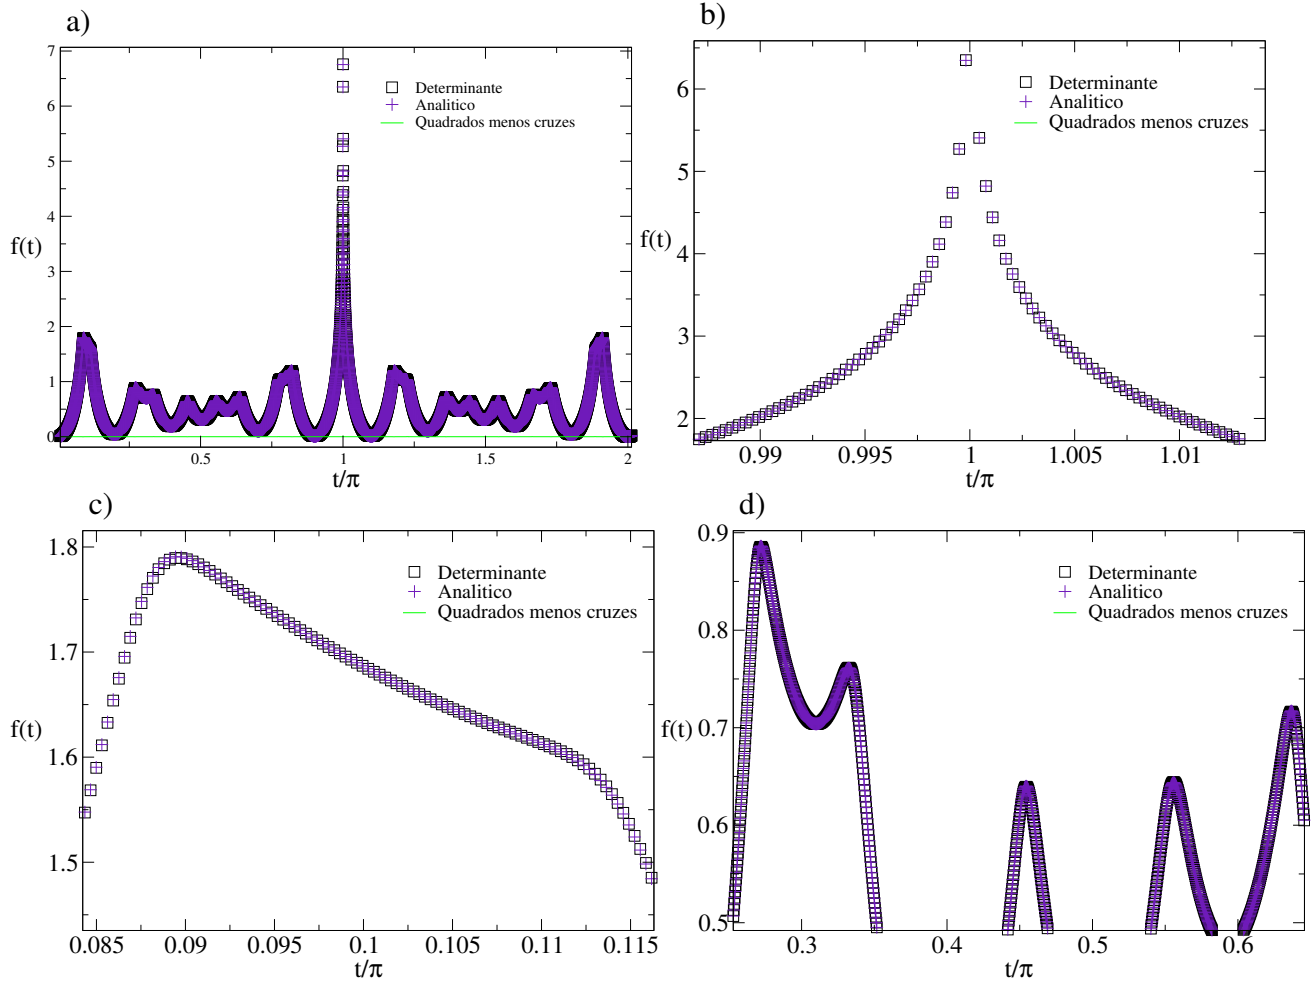 a)
7
6
5
4
3
2
1
0
f(t)
Determinante
Analitico
Quadrados menos cruzes
0.5
1
1.5
2
t/π
b)
6
5
4
3
2
f(t)
Determinante
Analitico
Quadrados menos cruzes
0.99
0.995
1
1.005
1.01
t/π
c)
1.8
1.7
1.6
1.5
f(t)
Determinante
Analitico
Quadrados menos cruzes
0.085
0.09
0.095
0.1
0.105
0.11
0.115
t/π
d)
0.9
0.8
0.7
0.6
0.5
f(t)
Determinante
Analitico
Quadrados menos cruzes
0.3
0.4
0.5
0.6
t/π